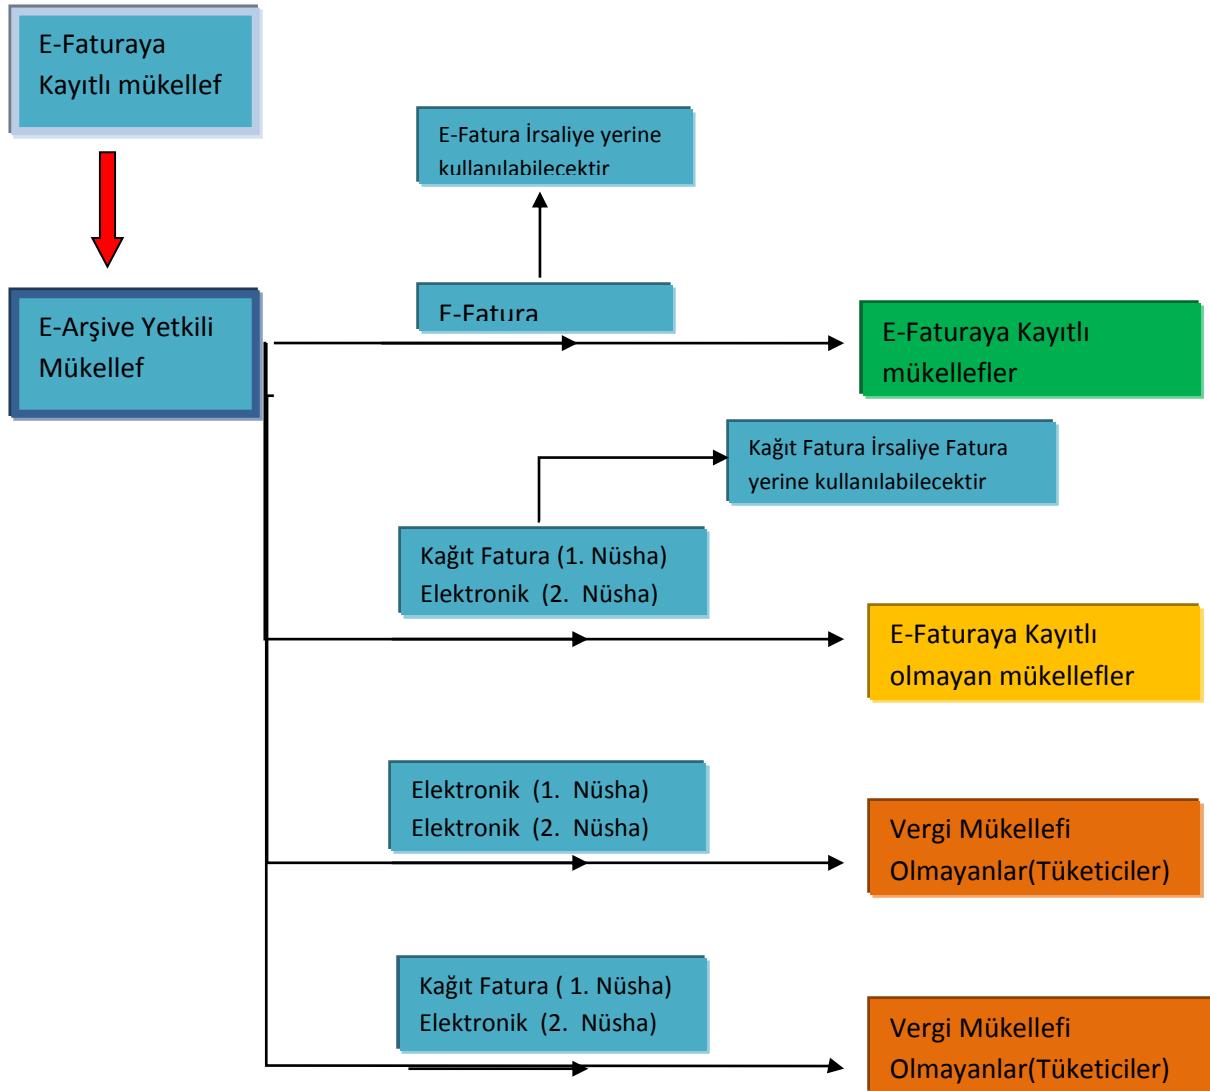 E-Faturaya
Kayıtlı mükellef
E-Fatura İrsaliye yerine
kullanılabilecektir
E-Arşive Yetkili
Mükellef
E-Fatura
E-Faturaya Kayıtlı
mükellefler
Kağıt Fatura İrsaliye Fatura
yerine kullanılabilecektir
Kağıt Fatura (1. Nüsha)
Elektronik (2. Nüsha)
E-Faturaya Kayıtlı
olmayan mükellefler
Elektronik (1. Nüsha)
Elektronik (2. Nüsha)
Vergi Mükellefi
Olmayanlar(Tüketiciler)
Kağıt Fatura ( 1. Nüsha)
Elektronik (2. Nüsha)
Vergi Mükellefi
Olmayanlar(Tüketiciler)